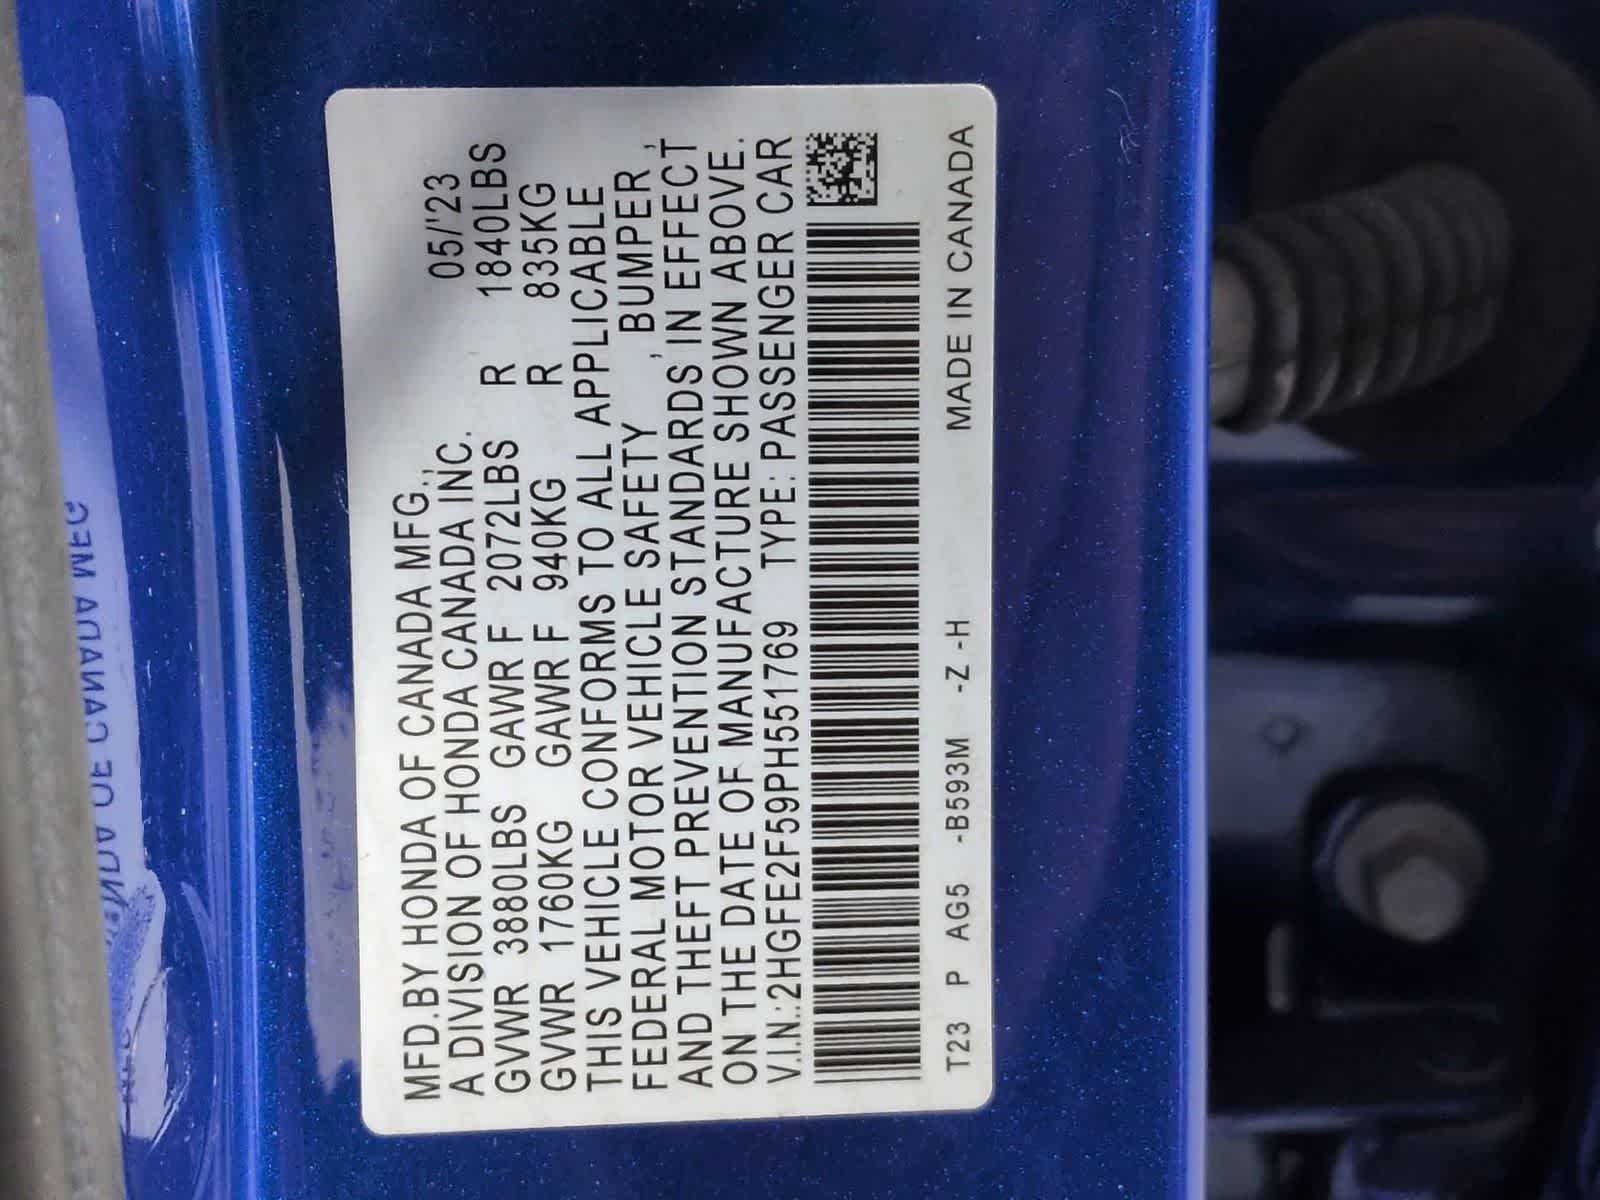 MFD.BY HONDA OF CANADA MFG., 05/'23
A DIVISION OF HONDA CANADA INC.
GVWR 3880LBS GAWR F 2072LBS R 1840LBS
GVWR 1760KG GAWR F 940KG R 835KG
THIS VEHICLE CONFORMS TO ALL APPLICABLE
FEDERAL MOTOR VEHICLE SAFETY , BUMPER ,
AND THEFT PREVENTION STANDARDS IN EFFECT
ON THE DATE OF MANUFACTURE SHOWN ABOVE.
V.I.N.:2HGFE2F59PH551769 TYPE: PASSENGER CAR
T23 P AG5 -B593M -Z -H MADE IN CANADA